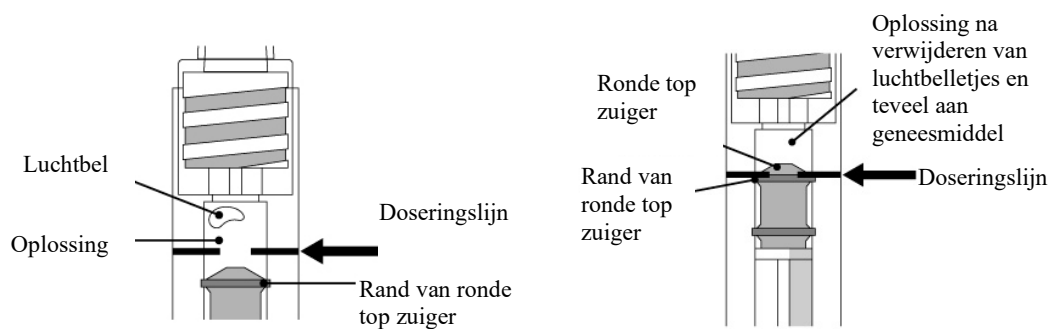 Luchtbel
Oplossing
Doseringslijn
Rand van ronde
top zuiger
Oplossing na
verwijderen van
luchtbelletjes en
teveel aan
geneesmiddel
Ronde top
zuiger
Rand van
ronde top
zuiger
Doseringslijn